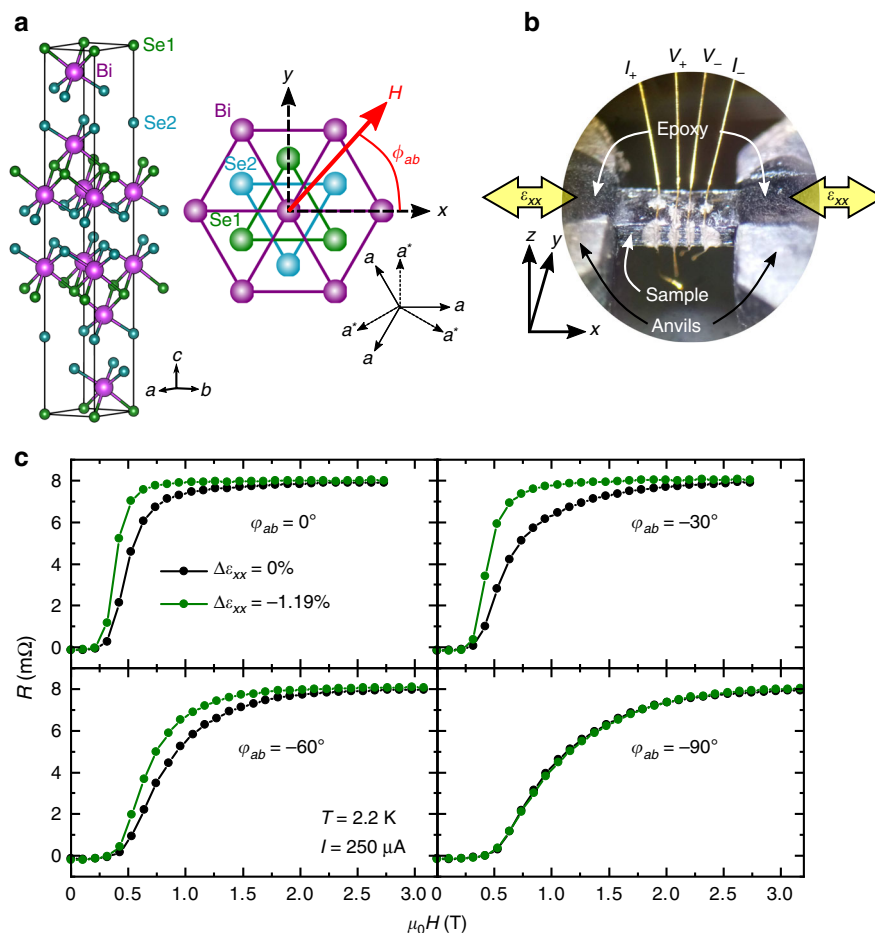 a
Se1
Bi
Se2
c
a
b
y
H
Bi
ϕab
Se2
Se1
x
a
a*
a
a*
a
a*
b
I+
V+
V−
I−
Epoxy
εxx
εxx
z
y
x
Sample
Anvils
c
8
6
4
2
0
φab = 0°
Δεxx = 0%
Δεxx = −1.19%
φab = −30°
R (mΩ)
8
6
4
2
0
φab = −60°
T = 2.2 K
I = 250 μA
φab = −90°
0
0.5
1.0
1.5
2.0
2.5
3.0
0
0.5
1.0
1.5
2.0
2.5
3.0
μ0H (T)